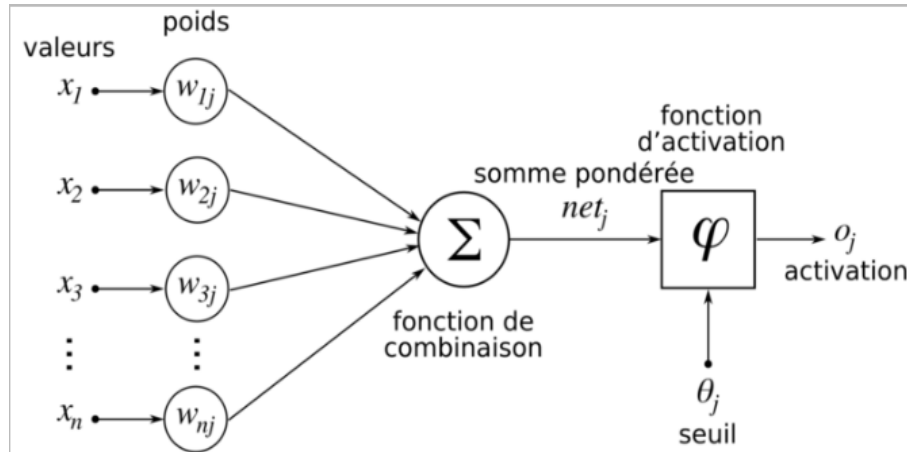 poids
valeurs
x₁
w₁ⱼ
fonction
d'activation
somme pondérée
x₂
w₂ⱼ
netⱼ
Σ
φ
oⱼ
activation
x₃
w₃ⱼ
fonction de
combinaison
θⱼ
seuil
xₙ
wₙⱼ